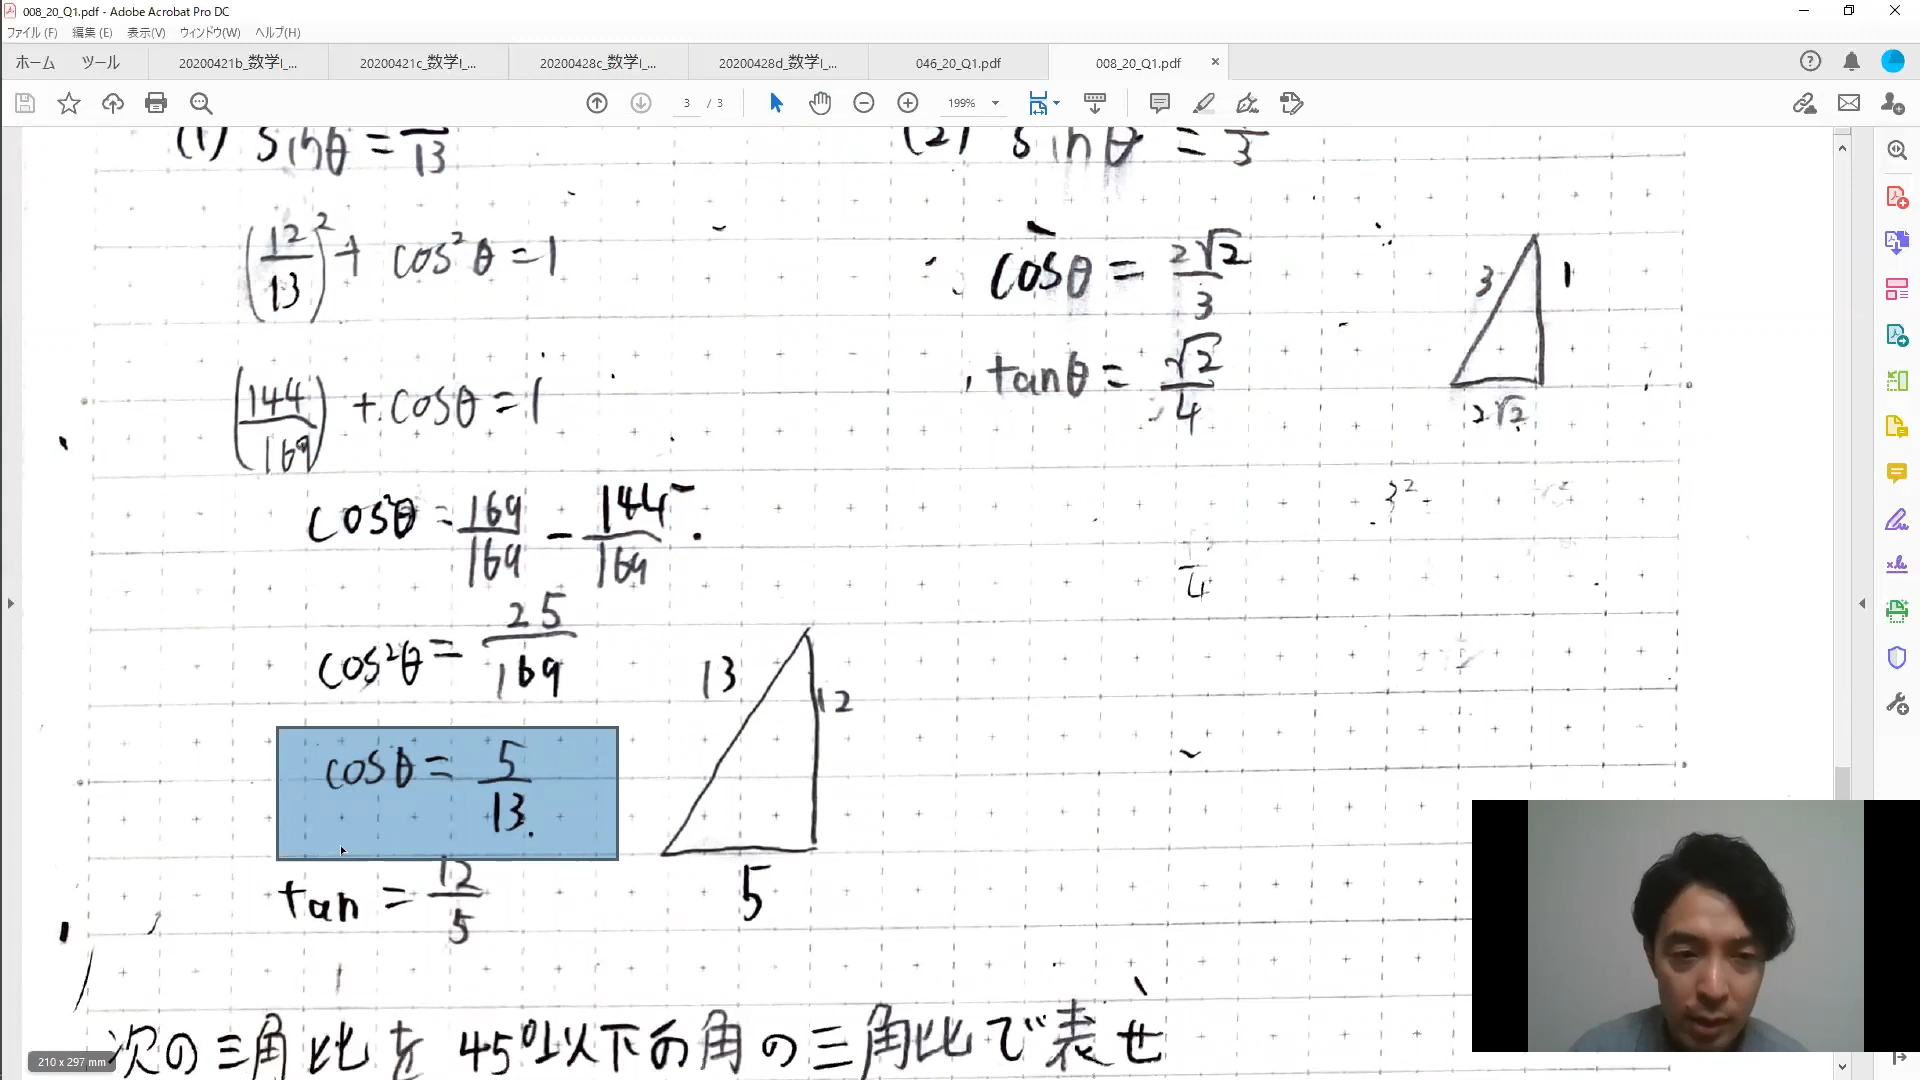 008_20_Q1.pdf - Adobe Acrobat Pro DC
ファイル (F) 編集 (E) 表示(V) ウィンドウ(W) ヘルプ(H)
ホーム ツール 20200421b_数学I_... 20200421c_数学I_... 20200428c_数学I_... 20200428d_数学I_... 046_20_Q1.pdf 008_20_Q1.pdf ×
3 / 3 199%
(1) sinθ = /13
(12/13)² + cos²θ = 1
(144/169) + cosθ = 1
cos²θ = 169/169 − 144/169
cos²θ = 25/169
cosθ = 5/13.
tan = 12/5
13
12
5
(2) sinθ = /3
cosθ = 2√2/3
tanθ = √2/4
3
1
2√2
3²
4
次の三角比を45°以下の角の三角比で表せ
210 x 297 mm